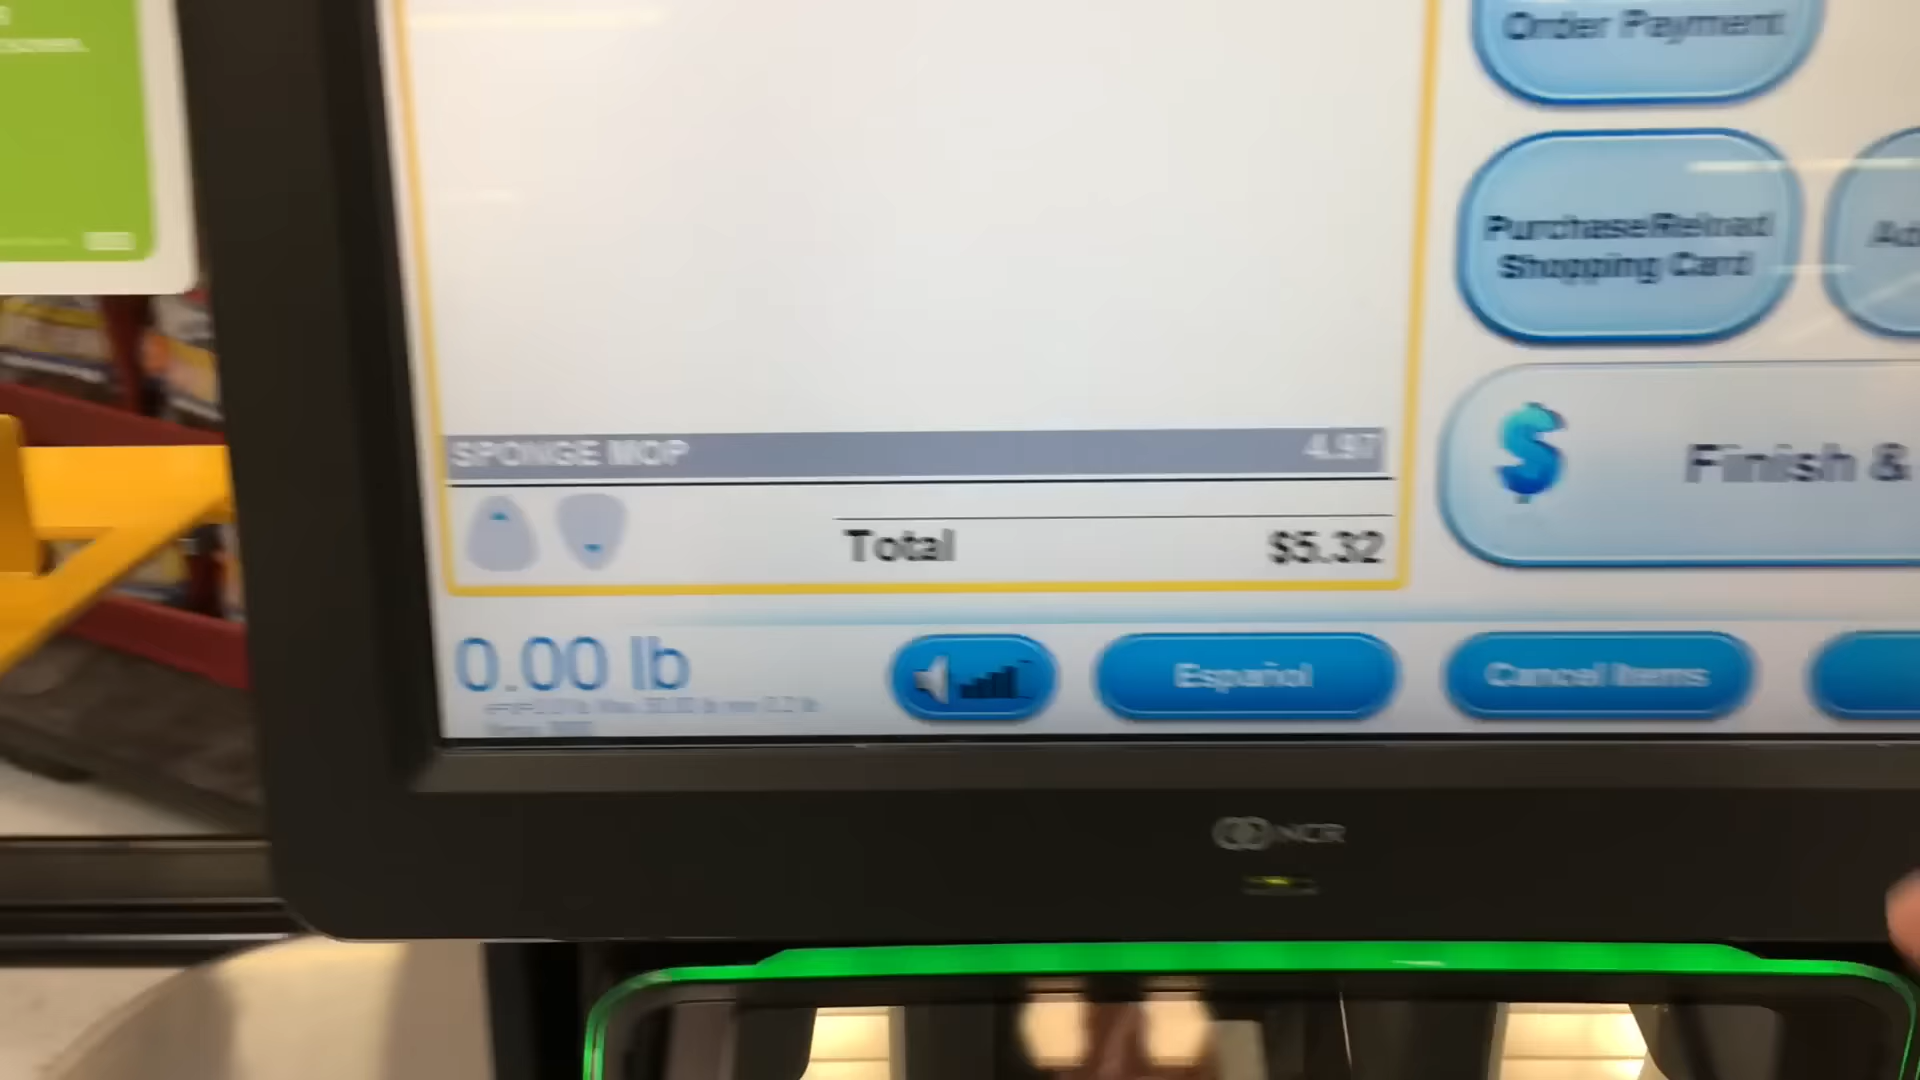 Order Payment
Purchase/Reload
Shopping Card
SPONGE MOP 4.97
Finish &
Total $5.32
0.00 lb
Español
Cancel Items
NCR